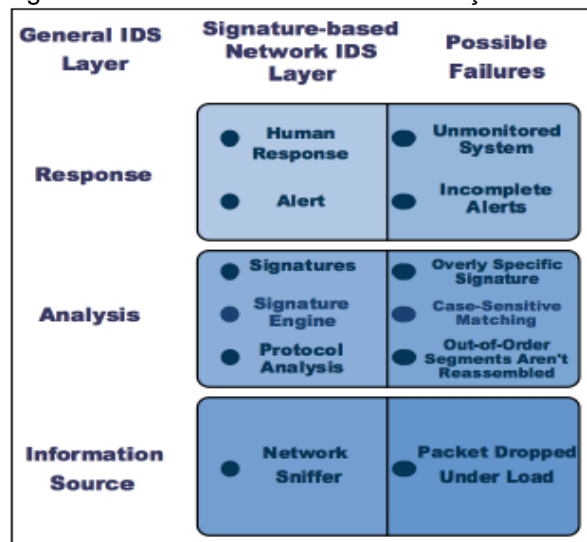 General IDS
Layer
Signature-based
Network IDS
Layer
Possible
Failures
Response
Human
Response
Unmonitored
System
Alert
Incomplete
Alerts
Analysis
Signatures
Overly Specific
Signature
Signature
Engine
Case-Sensitive
Matching
Protocol
Analysis
Out-of-Order
Segments Aren't
Reassembled
Information
Source
Network
Sniffer
Packet Dropped
Under Load